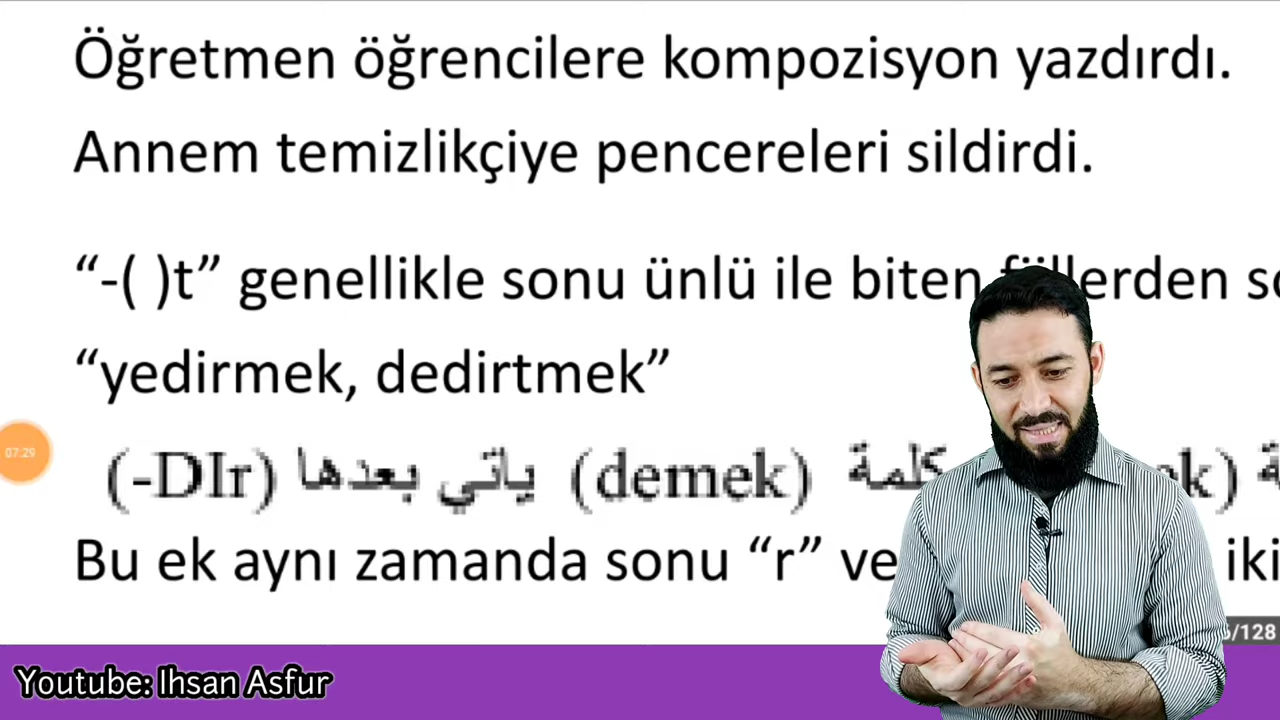 Öğretmen öğrencilere kompozisyon yazdırdı.
Annem temizlikçiye pencereleri sildirdi.
“-( )t” genellikle sonu ünlü ile biten
“yedirmek, dedirtmek”
07:29
كلمة (demek) ياتي بعدها (-DIr)
Bu ek aynı zamanda sonu “r” ve
/128
Youtube: Ihsan Asfur